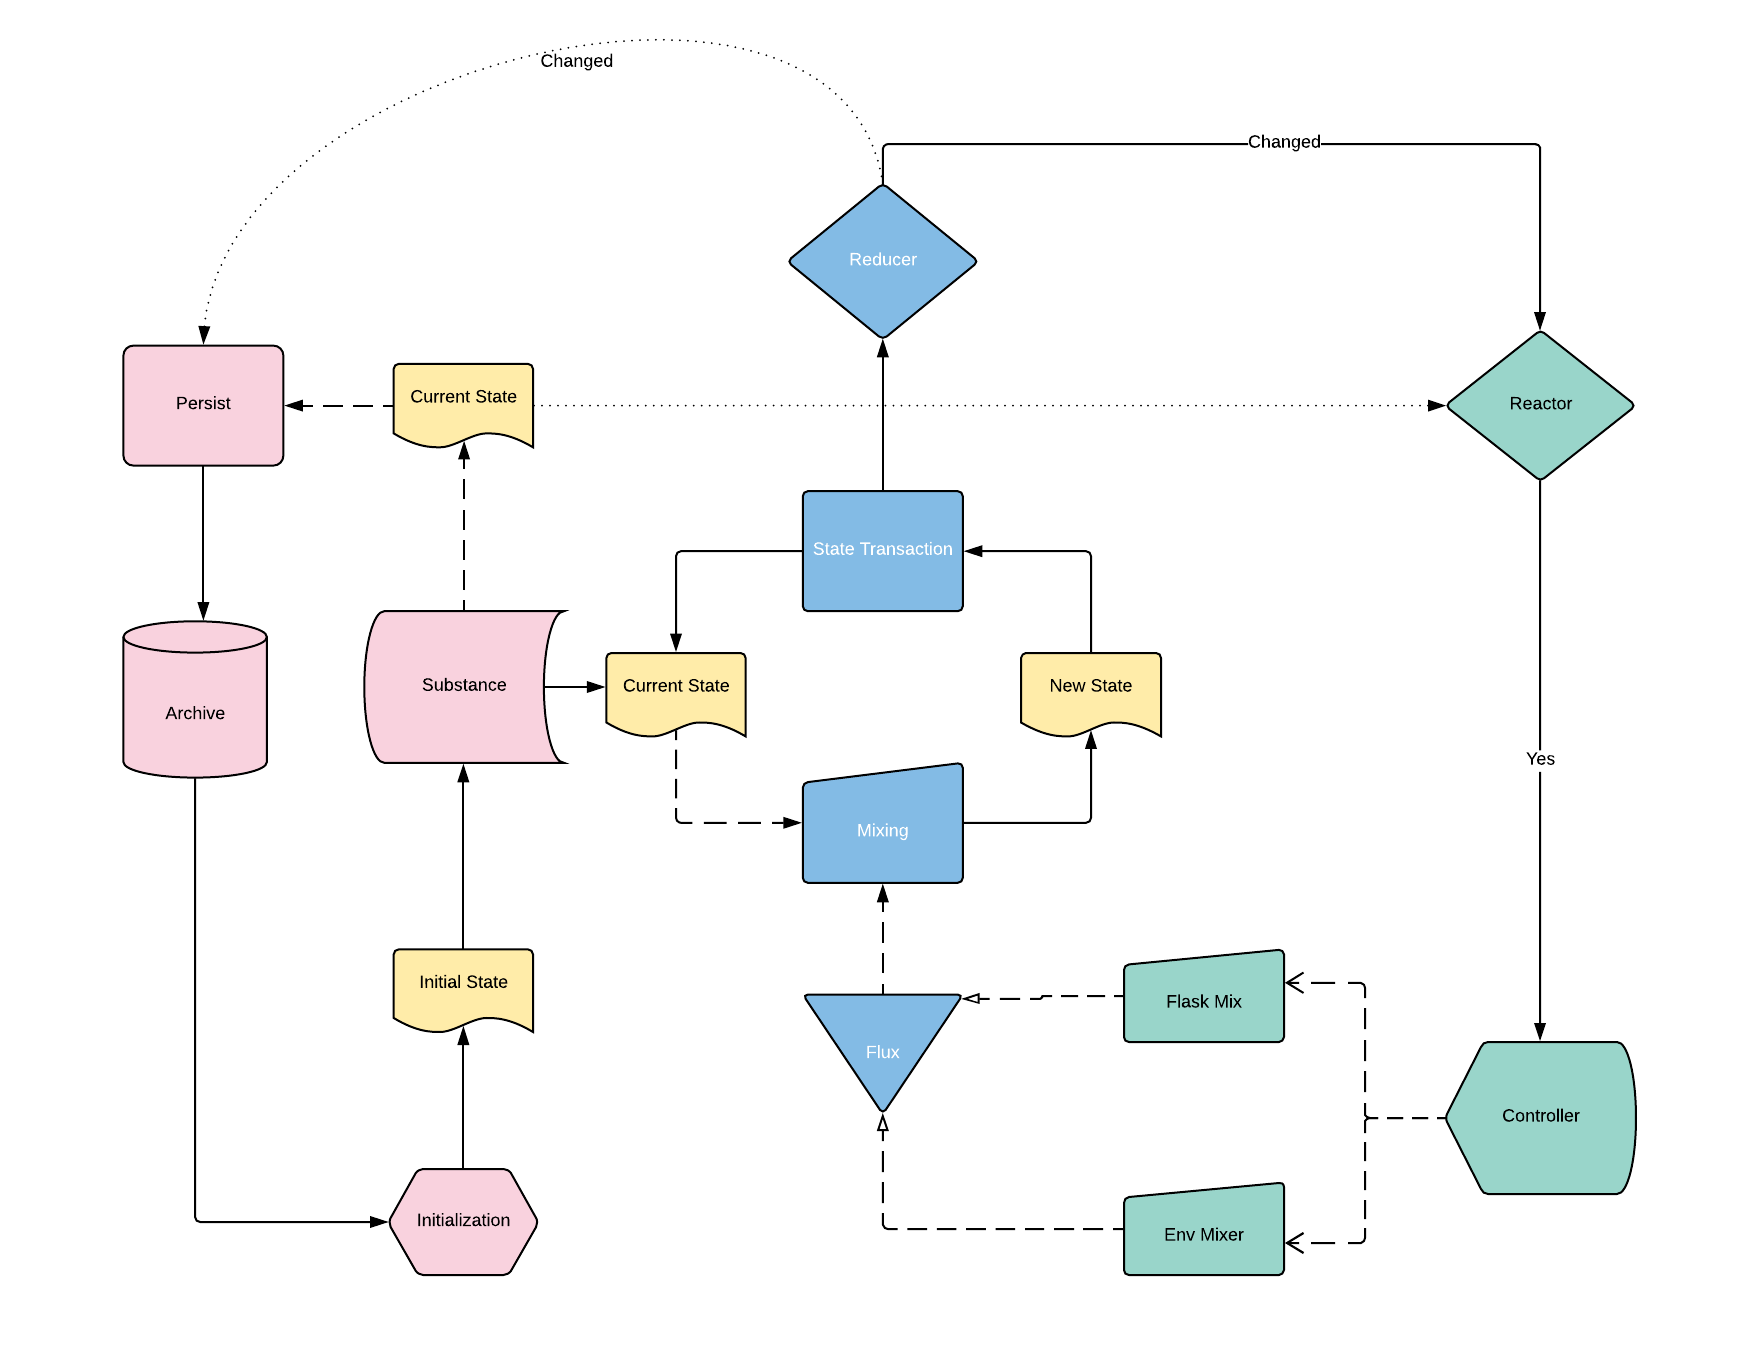 Changed
Changed
Reducer
Persist
Current State
Reactor
State Transaction
Substance
Current State
New State
Archive
Yes
Mixing
Initial State
Flask Mix
Flux
Controller
Initialization
Env Mixer